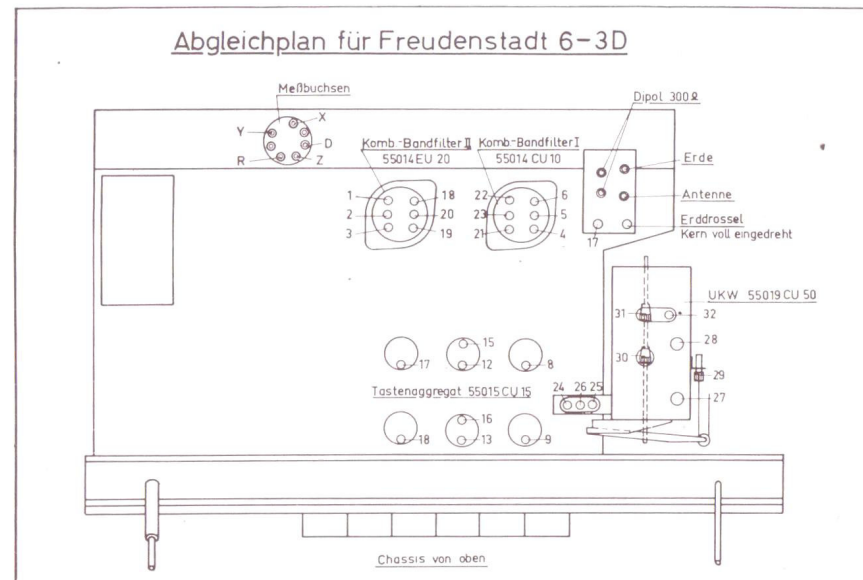 Abgleichplan für Freudenstadt 6-3D
Meßbuchsen
X
Y
D
R
Z
Komb.-Bandfilter II
55014 EU 20
Komb.-Bandfilter I
55014 CU 10
Dipol 300 Ω
Erde
Antenne
Erddrossel
Kern voll eingedreht
17
1
18
2
20
3
19
22
6
23
5
21
4
UKW 55019 CU 50
31
32
28
30
29
27
15
17
12
8
Tastenaggregat 55015 CU 15
24 26 25
16
18
13
9
Chassis von oben